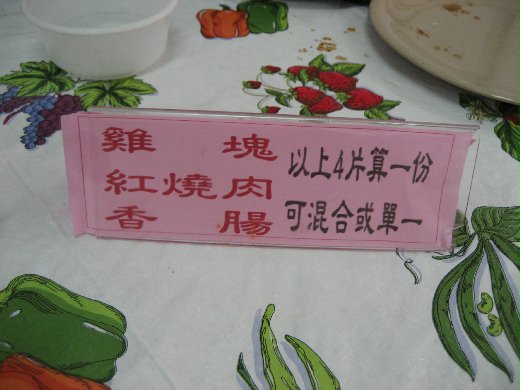 雞塊
紅燒肉
香腸
以上4片算一份
可混合或單一